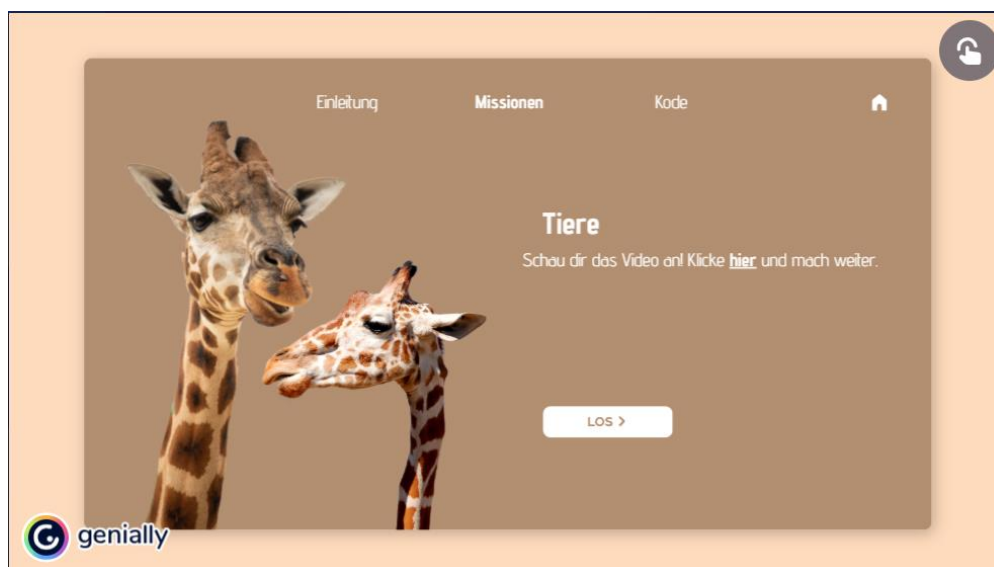 Einleitung Missionen Kode
Tiere
Schau dir das Video an! Klicke hier und mach weiter.
LOS >
genially